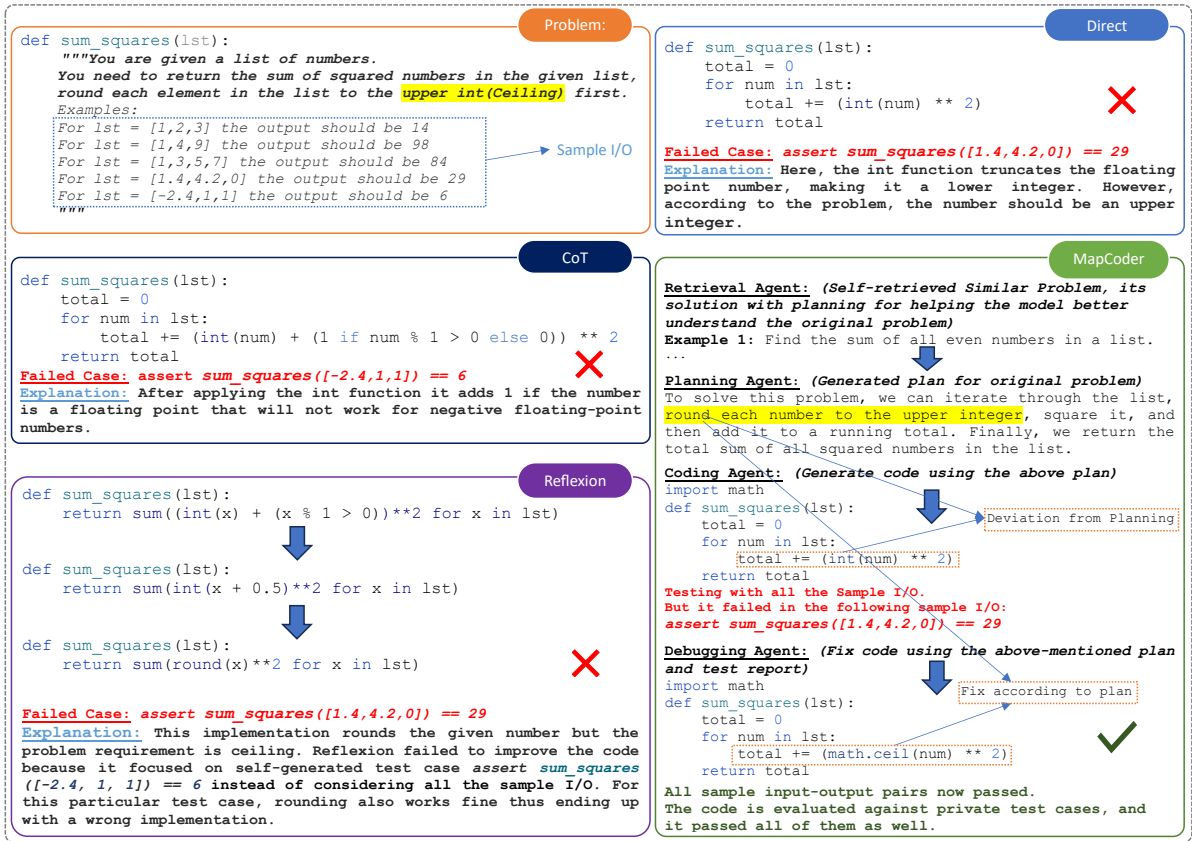 Problem:
def sum_squares(lst):
"""You are given a list of numbers.
You need to return the sum of squared numbers in the given list,
round each element in the list to the upper int(Ceiling) first.
Examples:
For lst = [1,2,3] the output should be 14
For lst = [1,4,9] the output should be 98
For lst = [1,3,5,7] the output should be 84
For lst = [1.4,4.2,0] the output should be 29
For lst = [-2.4,1,1] the output should be 6
"""
Sample I/O
Direct
def sum_squares(lst):
total = 0
for num in lst:
total += (int(num) ** 2)
return total
Failed Case: assert sum_squares([1.4,4.2,0]) == 29
Explanation: Here, the int function truncates the floating
point number, making it a lower integer. However,
according to the problem, the number should be an upper
integer.
CoT
def sum_squares(lst):
total = 0
for num in lst:
total += (int(num) + (1 if num % 1 > 0 else 0)) ** 2
return total
Failed Case: assert sum_squares([-2.4,1,1]) == 6
Explanation: After applying the int function it adds 1 if the number
is a floating point that will not work for negative floating-point
numbers.
Reflexion
def sum_squares(lst):
return sum((int(x) + (x % 1 > 0))**2 for x in lst)
def sum_squares(lst):
return sum(int(x + 0.5)**2 for x in lst)
def sum_squares(lst):
return sum(round(x)**2 for x in lst)
Failed Case: assert sum_squares([1.4,4.2,0]) == 29
Explanation: This implementation rounds the given number but the
problem requirement is ceiling. Reflexion failed to improve the code
because it focused on self-generated test case assert sum_squares
([-2.4, 1, 1]) == 6 instead of considering all the sample I/O. For
this particular test case, rounding also works fine thus ending up
with a wrong implementation.
MapCoder
Retrieval Agent: (Self-retrieved Similar Problem, its
solution with planning for helping the model better
understand the original problem)
Example 1: Find the sum of all even numbers in a list.
...
Planning Agent: (Generated plan for original problem)
To solve this problem, we can iterate through the list,
round each number to the upper integer, square it, and
then add it to a running total. Finally, we return the
total sum of all squared numbers in the list.
Coding Agent: (Generate code using the above plan)
import math
def sum_squares(lst):
total = 0
for num in lst:
total += (int(num) ** 2)
return total
Deviation from Planning
Testing with all the Sample I/O.
But it failed in the following sample I/O:
assert sum_squares([1.4,4.2,0]) == 29
Debugging Agent: (Fix code using the above-mentioned plan
and test report)
import math
def sum_squares(lst):
total = 0
for num in lst:
total += (math.ceil(num) ** 2)
return total
Fix according to plan
All sample input-output pairs now passed.
The code is evaluated against private test cases, and
it passed all of them as well.